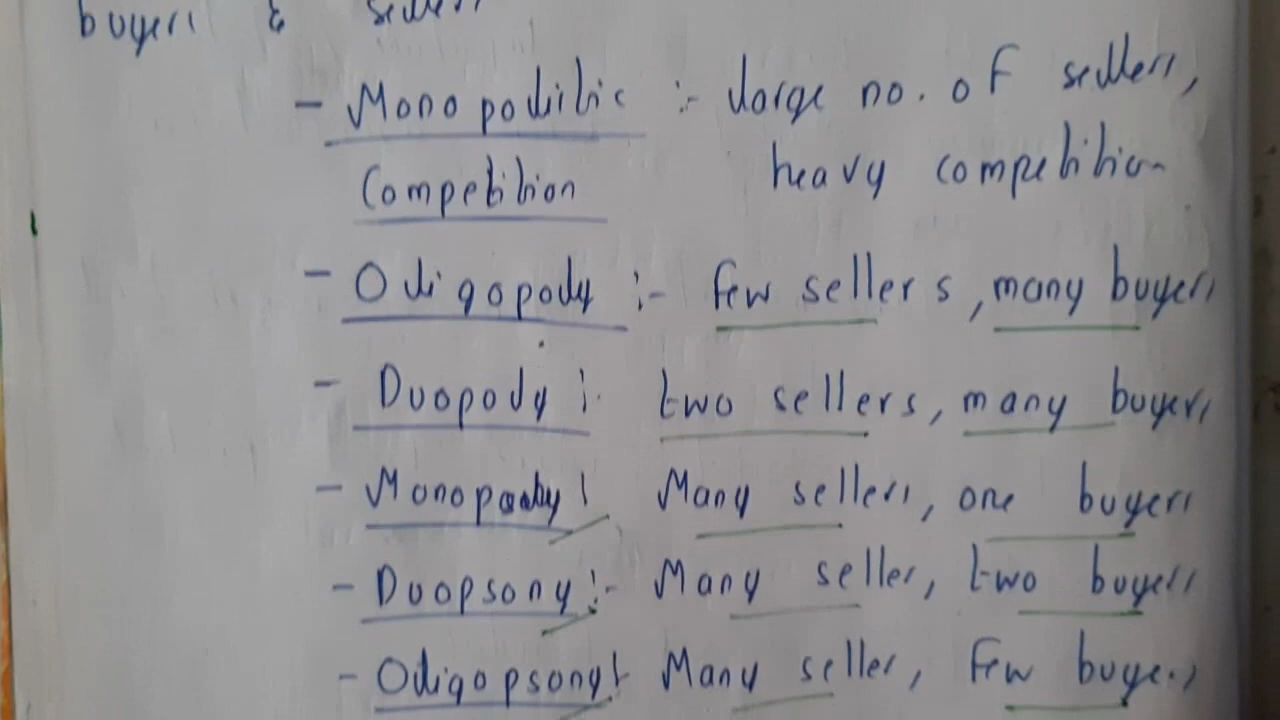 buyers & sellers
- Monopolistic :- Large no. of sellers,
Competition heavy competition
- Oligopoly :- few sellers, many buyers
- Duopoly : two sellers, many buyers
- Many sellers, one buyers
- Duopsony :- Many seller, two buyers
- Oligopsony : Many seller, few buyers